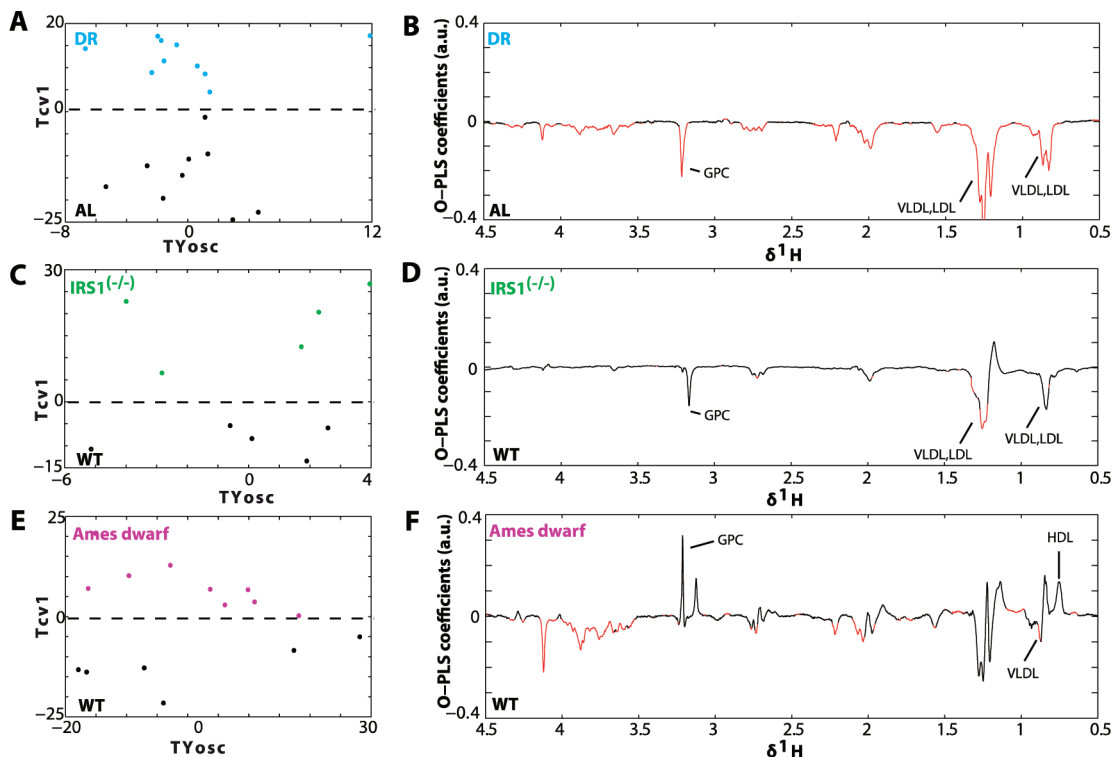 A
20
DR
Tcv1
0
−25
AL
−8
12
TYosc
B
0.4
DR
O−PLS coefficients (a.u.)
0
GPC
VLDL,LDL
VLDL,LDL
AL
−0.4
4.5
4
3.5
3
2.5
2
1.5
1
0.5
δ1H
C
30
IRS1(-/-)
Tcv1
0
WT
−15
−6
0
4
TYosc
D
0.4
IRS1(-/-)
O−PLS coefficients (a.u.)
0
GPC
VLDL,LDL
VLDL,LDL
WT
−0.4
4.5
4
3.5
3
2.5
2
1.5
1
0.5
δ1H
E
25
Ames dwarf
Tcv1
0
WT
−25
−20
0
30
TYosc
F
0.4
Ames dwarf
O−PLS coefficients (a.u.)
GPC
HDL
0
VLDL
WT
−0.4
4.5
4
3.5
3
2.5
2
1.5
1
0.5
δ1H